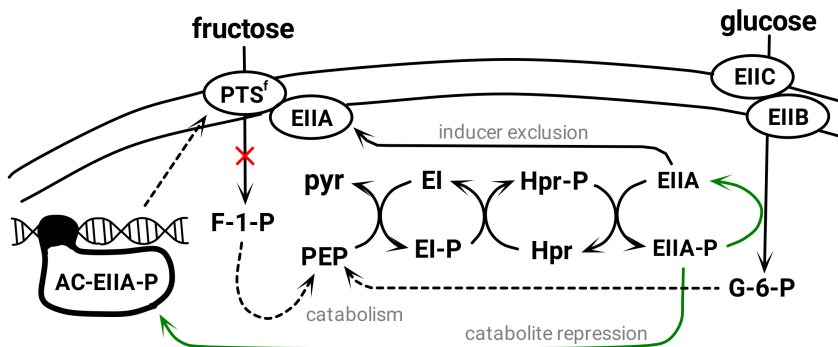 fructose
glucose
PTSf
EIIC
EIIA
EIIB
inducer exclusion
pyr
EI
Hpr-P
EIIA
F-1-P
PEP
EI-P
Hpr
EIIA-P
AC-EIIA-P
G-6-P
catabolism
catabolite repression